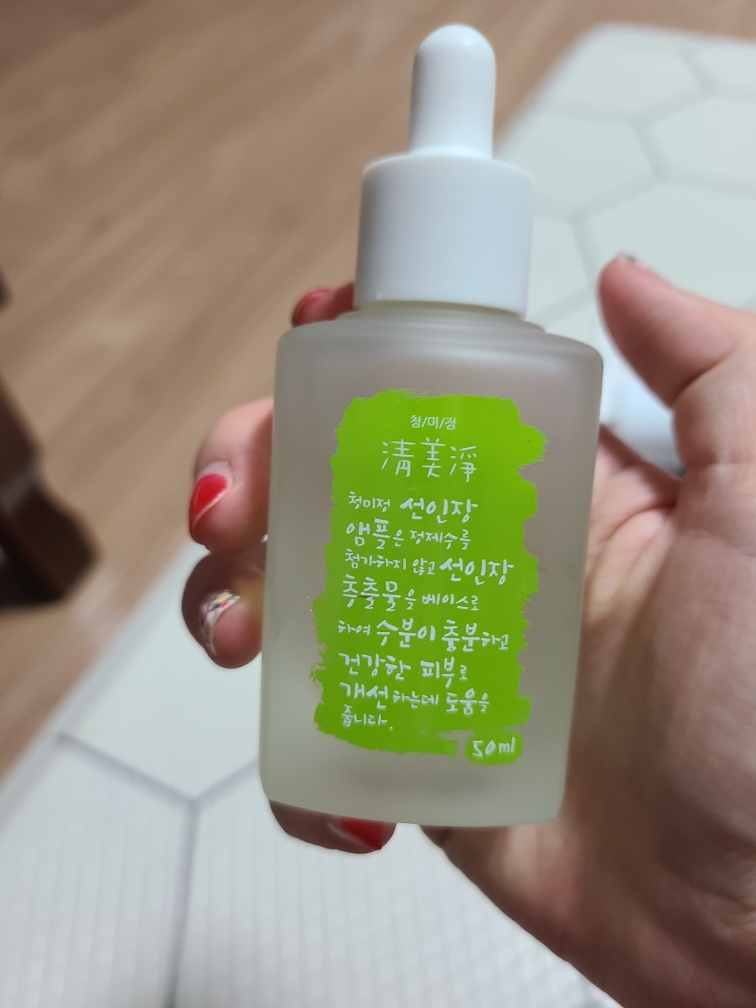 청/미/정
淸美淨
청미정 선인장
앰플은 정제수를
첨가하지 않고 선인장
추출물을 베이스로
하여 수분이 충분하고
건강한 피부로
개선하는데 도움을
줍니다.
50ml